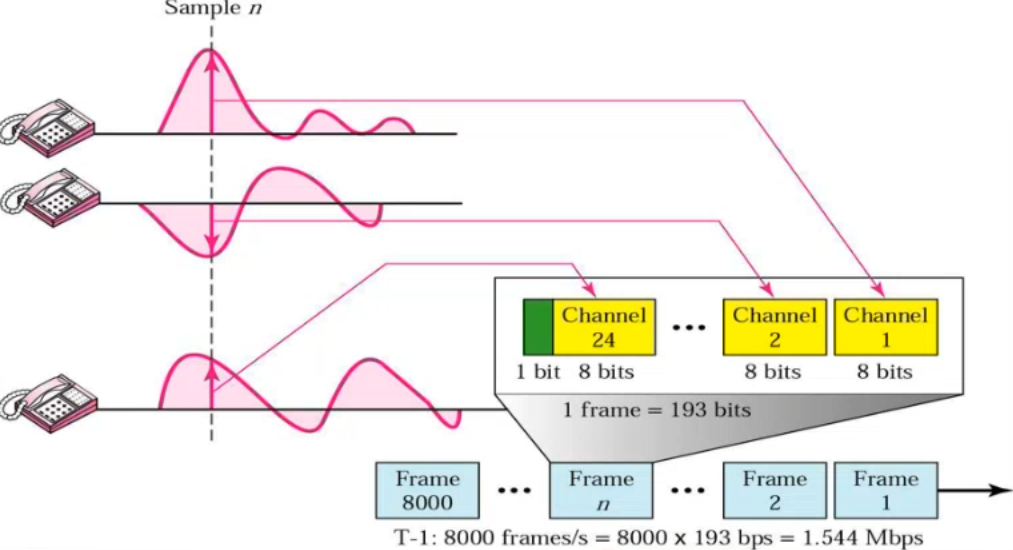 Sample n
Channel
24
...
Channel
2
Channel
1
1 bit
8 bits
8 bits
8 bits
1 frame = 193 bits
Frame
8000
...
Frame
n
...
Frame
2
Frame
1
T-1: 8000 frames/s = 8000 x 193 bps = 1.544 Mbps